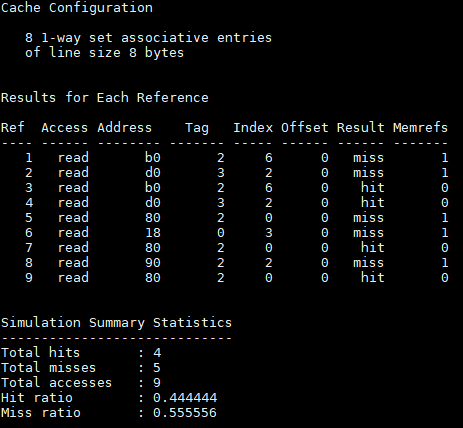 Cache Configuration
8 1-way set associative entries
of line size 8 bytes
Results for Each Reference
Ref  Access Address    Tag   Index Offset Result Memrefs
---- ------ -------- ------- ----- ------ ------ -------
1   read       b0       2     6      0   miss       1
2   read       d0       3     2      0   miss       1
3   read       b0       2     6      0    hit       0
4   read       d0       3     2      0    hit       0
5   read       80       2     0      0   miss       1
6   read       18       0     3      0   miss       1
7   read       80       2     0      0    hit       0
8   read       90       2     2      0   miss       1
9   read       80       2     0      0    hit       0
Simulation Summary Statistics
-----------------------------
Total hits       : 4
Total misses     : 5
Total accesses   : 9
Hit ratio        : 0.444444
Miss ratio       : 0.555556